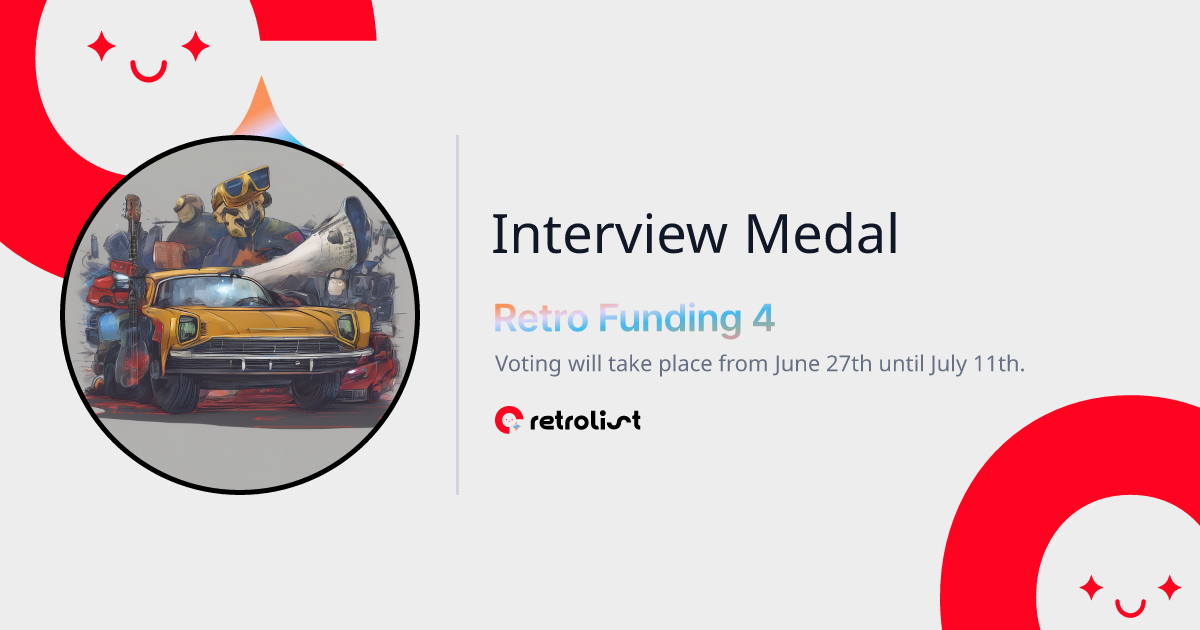 Interview Medal
Retro Funding 4
Voting will take place from June 27th until July 11th.
retrolist